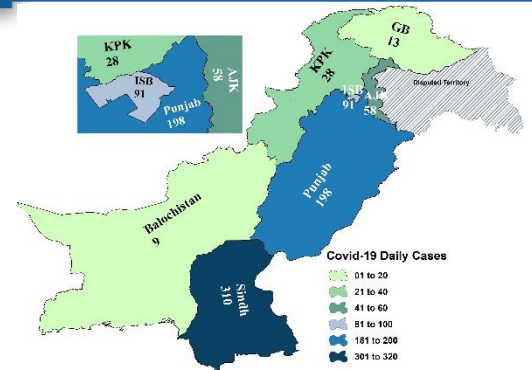 KPK
28
ISB
91
AJK
58
Punjab
198
GB
13
KPK
28
Disputed Territory
ISB
91
AJK
58
Punjab
198
Balochistan
9
Sindh
310
Covid-19 Daily Cases
01 to 20
21 to 40
41 to 60
81 to 100
181 to 200
301 to 320